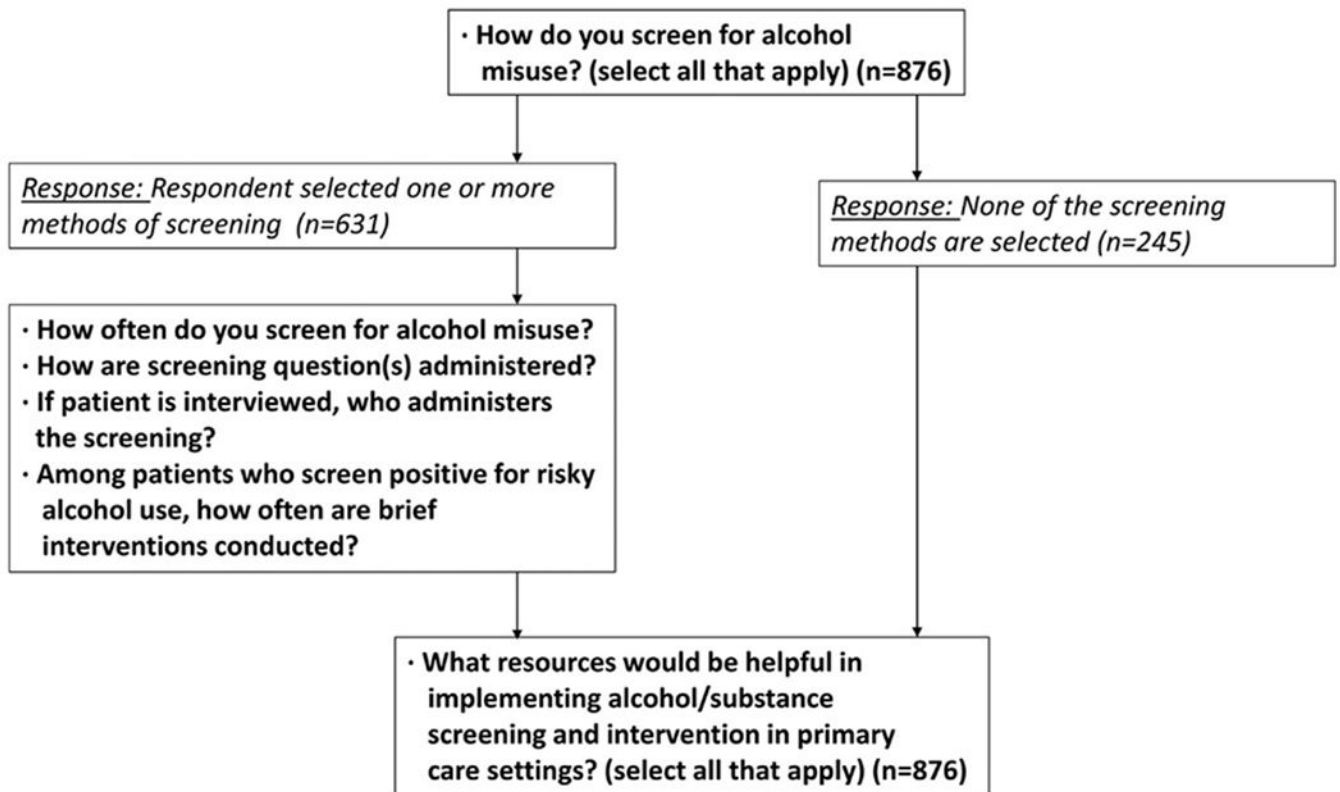 · How do you screen for alcohol
misuse? (select all that apply) (n=876)
Response: Respondent selected one or more
methods of screening (n=631)
Response: None of the screening
methods are selected (n=245)
· How often do you screen for alcohol misuse?
· How are screening question(s) administered?
· If patient is interviewed, who administers
the screening?
· Among patients who screen positive for risky
alcohol use, how often are brief
interventions conducted?
· What resources would be helpful in
implementing alcohol/substance
screening and intervention in primary
care settings? (select all that apply) (n=876)